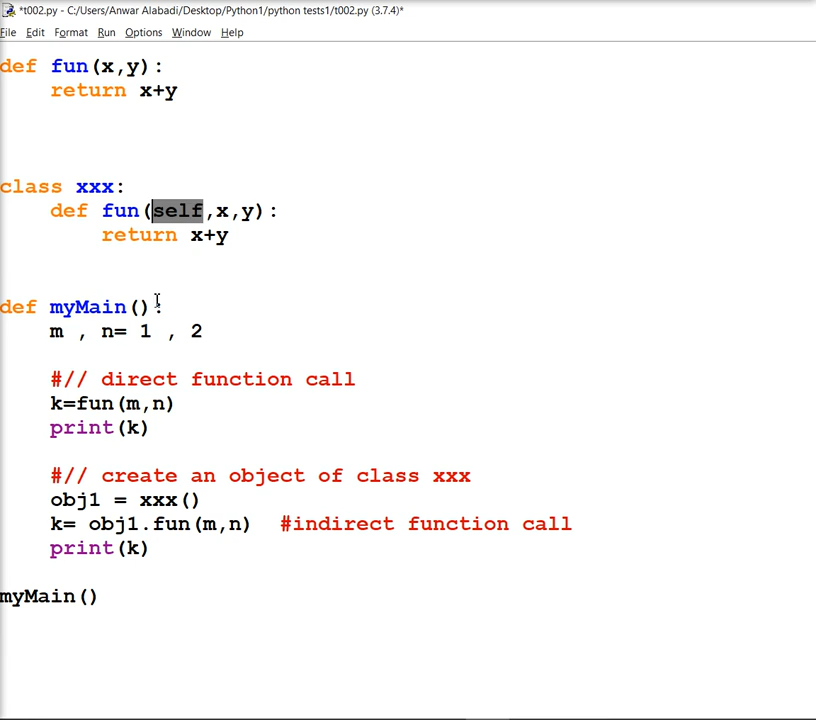 *t002.py - C:/Users/Anwar Alabadi/Desktop/Python1/python tests1/t002.py (3.7.4)*
File Edit Format Run Options Window Help
def fun(x,y):
    return x+y
class xxx:
    def fun(self,x,y):
        return x+y
def myMain():
    m , n= 1 , 2
    #// direct function call
    k=fun(m,n)
    print(k)
    #// create an object of class xxx
    obj1 = xxx()
    k= obj1.fun(m,n)  #indirect function call
    print(k)
myMain()